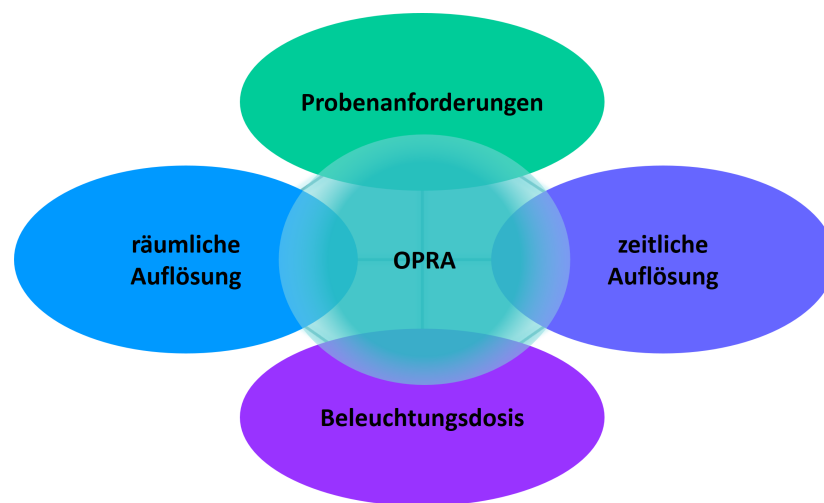 Probenanforderungen
räumliche
Auflösung
OPRA
zeitliche
Auflösung
Beleuchtungsdosis